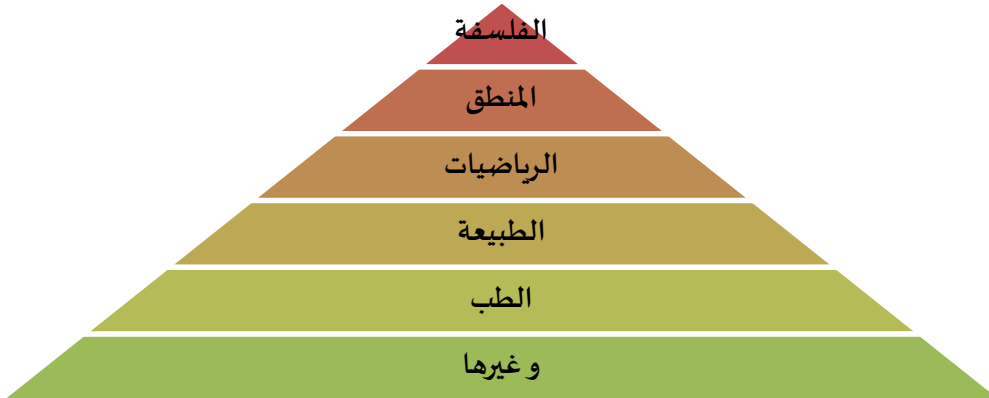 الفلسفة
المنطق
الرياضيات
الطبيعة
الطب
و غيرها